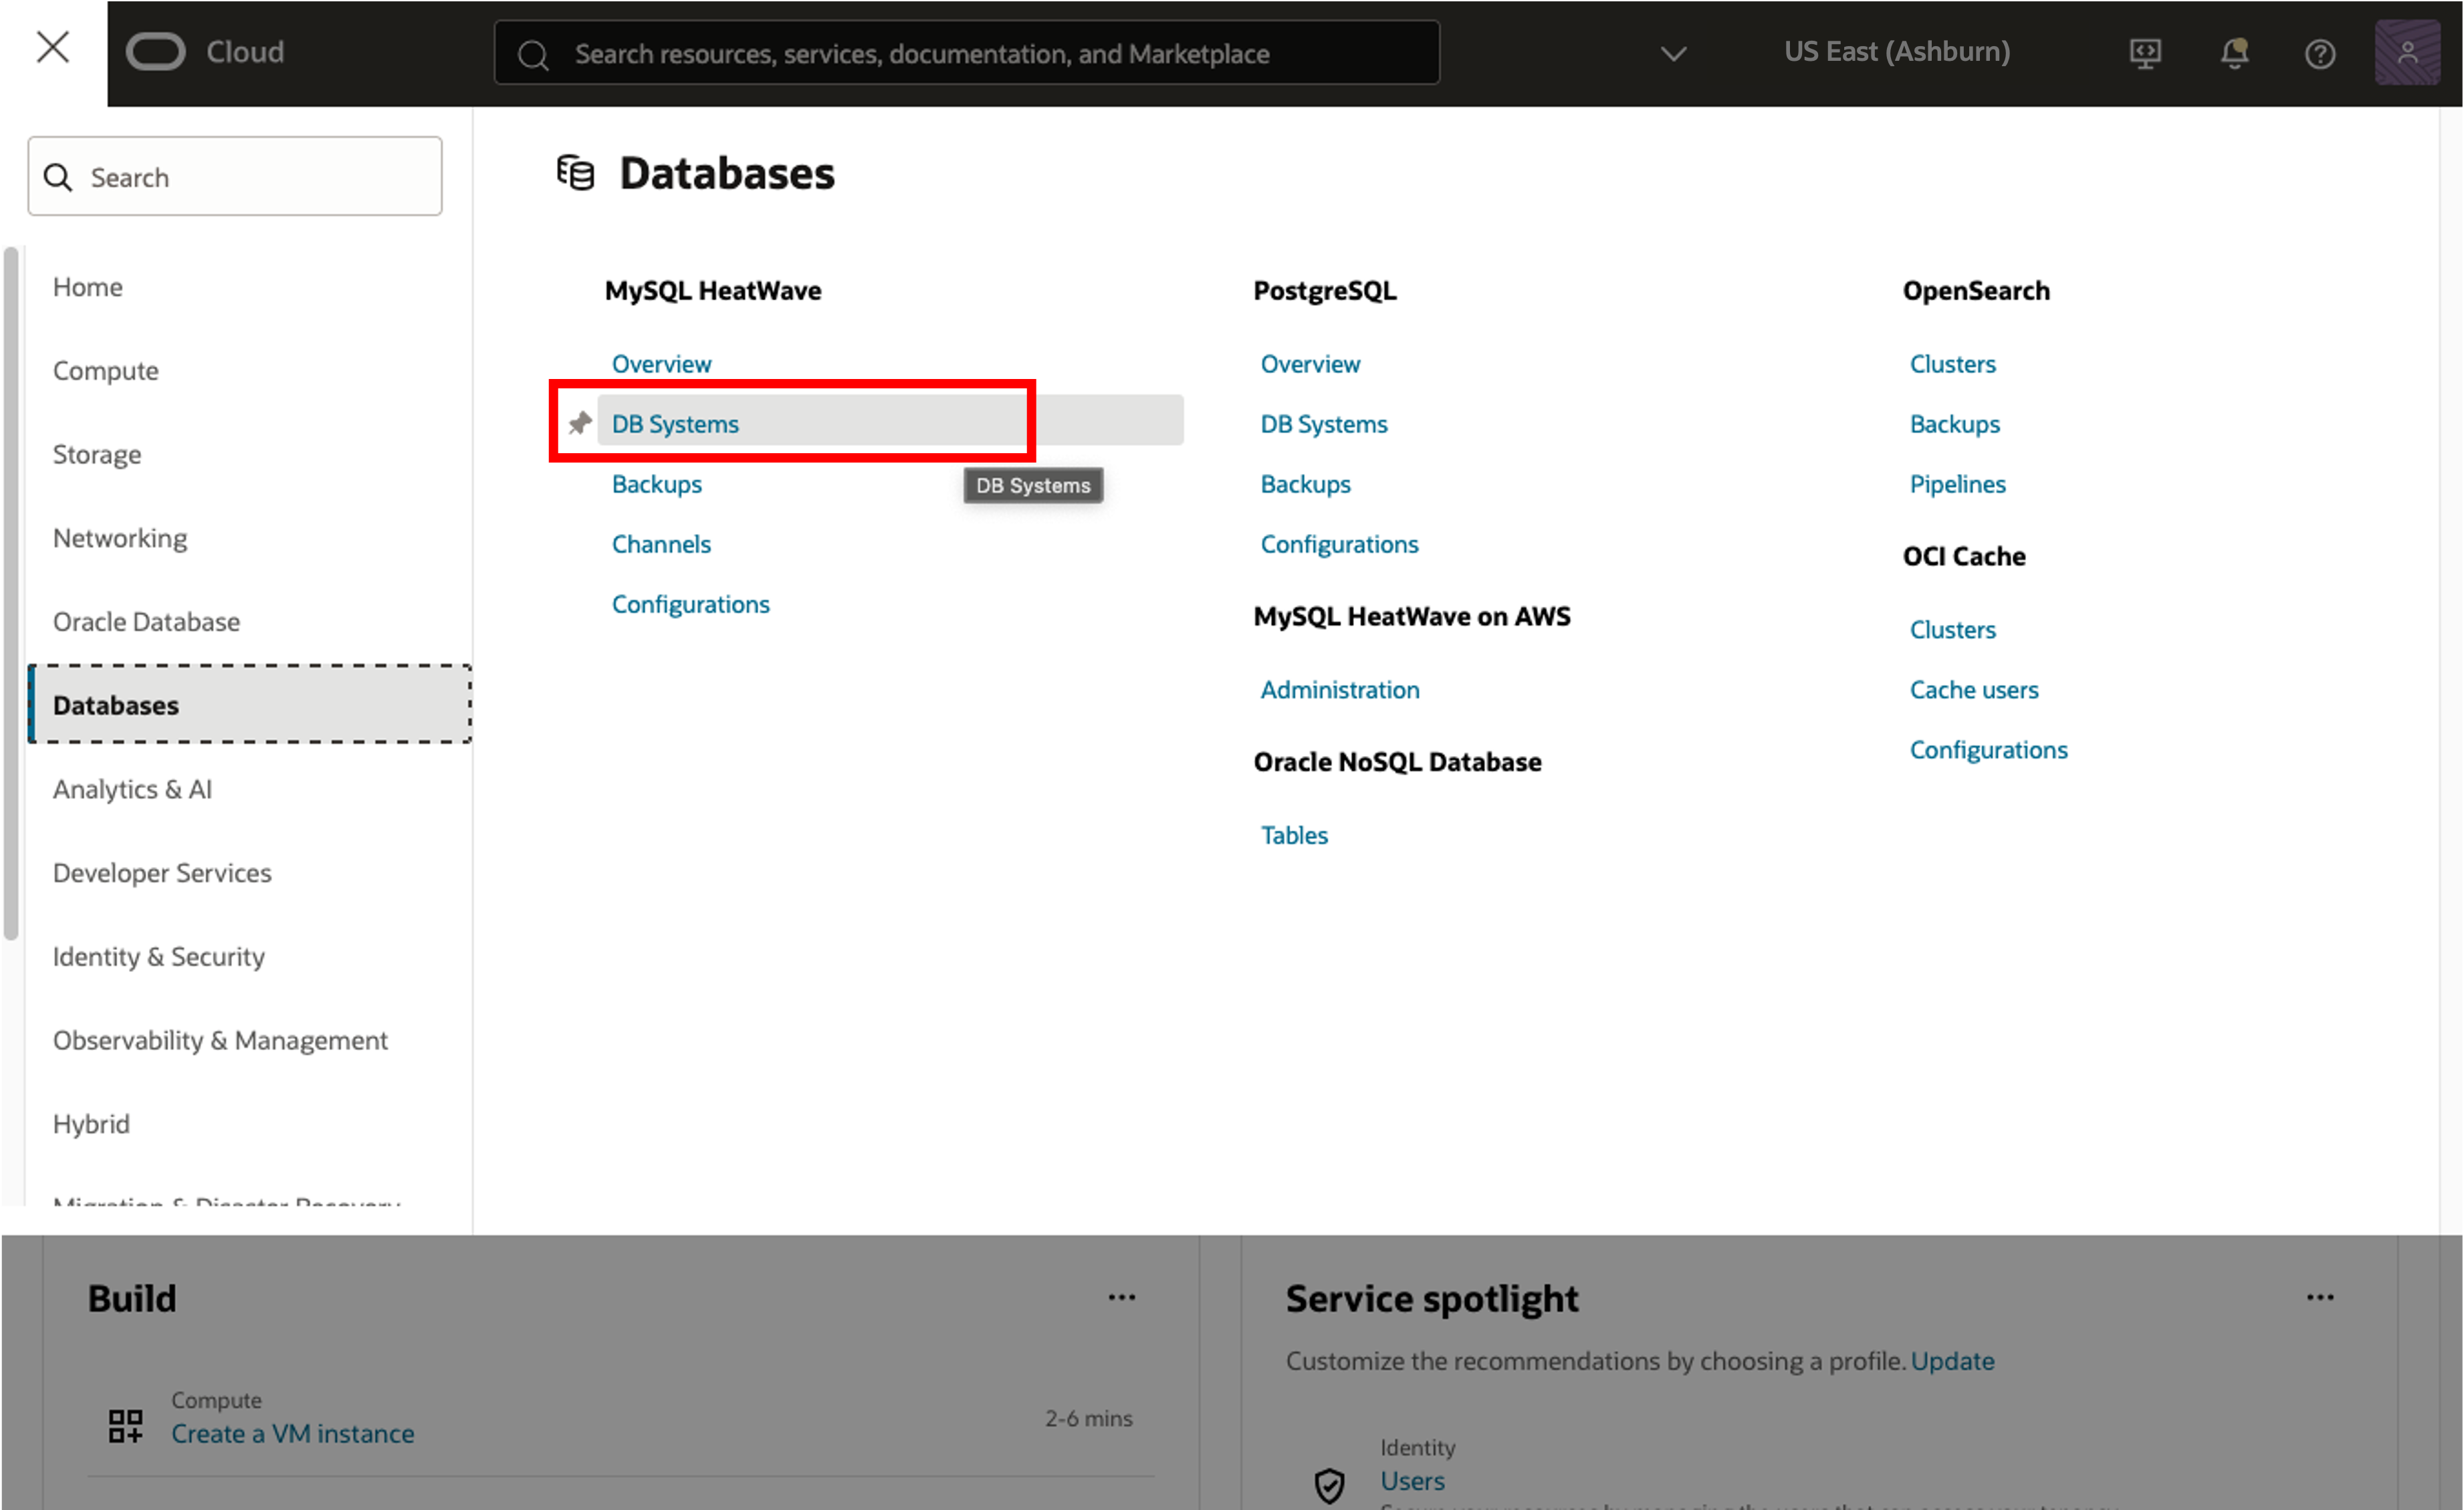 Cloud
Search resources, services, documentation, and Marketplace
US East (Ashburn)
Search
Home
Compute
Storage
Networking
Oracle Database
Databases
Analytics & AI
Developer Services
Identity & Security
Observability & Management
Hybrid
Migration & Disaster Recovery
Databases
MySQL HeatWave
Overview
DB Systems
DB Systems
Backups
Channels
Configurations
PostgreSQL
Overview
DB Systems
Backups
Configurations
MySQL HeatWave on AWS
Administration
Oracle NoSQL Database
Tables
OpenSearch
Clusters
Backups
Pipelines
OCI Cache
Clusters
Cache users
Configurations
Build
Compute
Create a VM instance
2-6 mins
Service spotlight
Customize the recommendations by choosing a profile. Update
Identity
Users